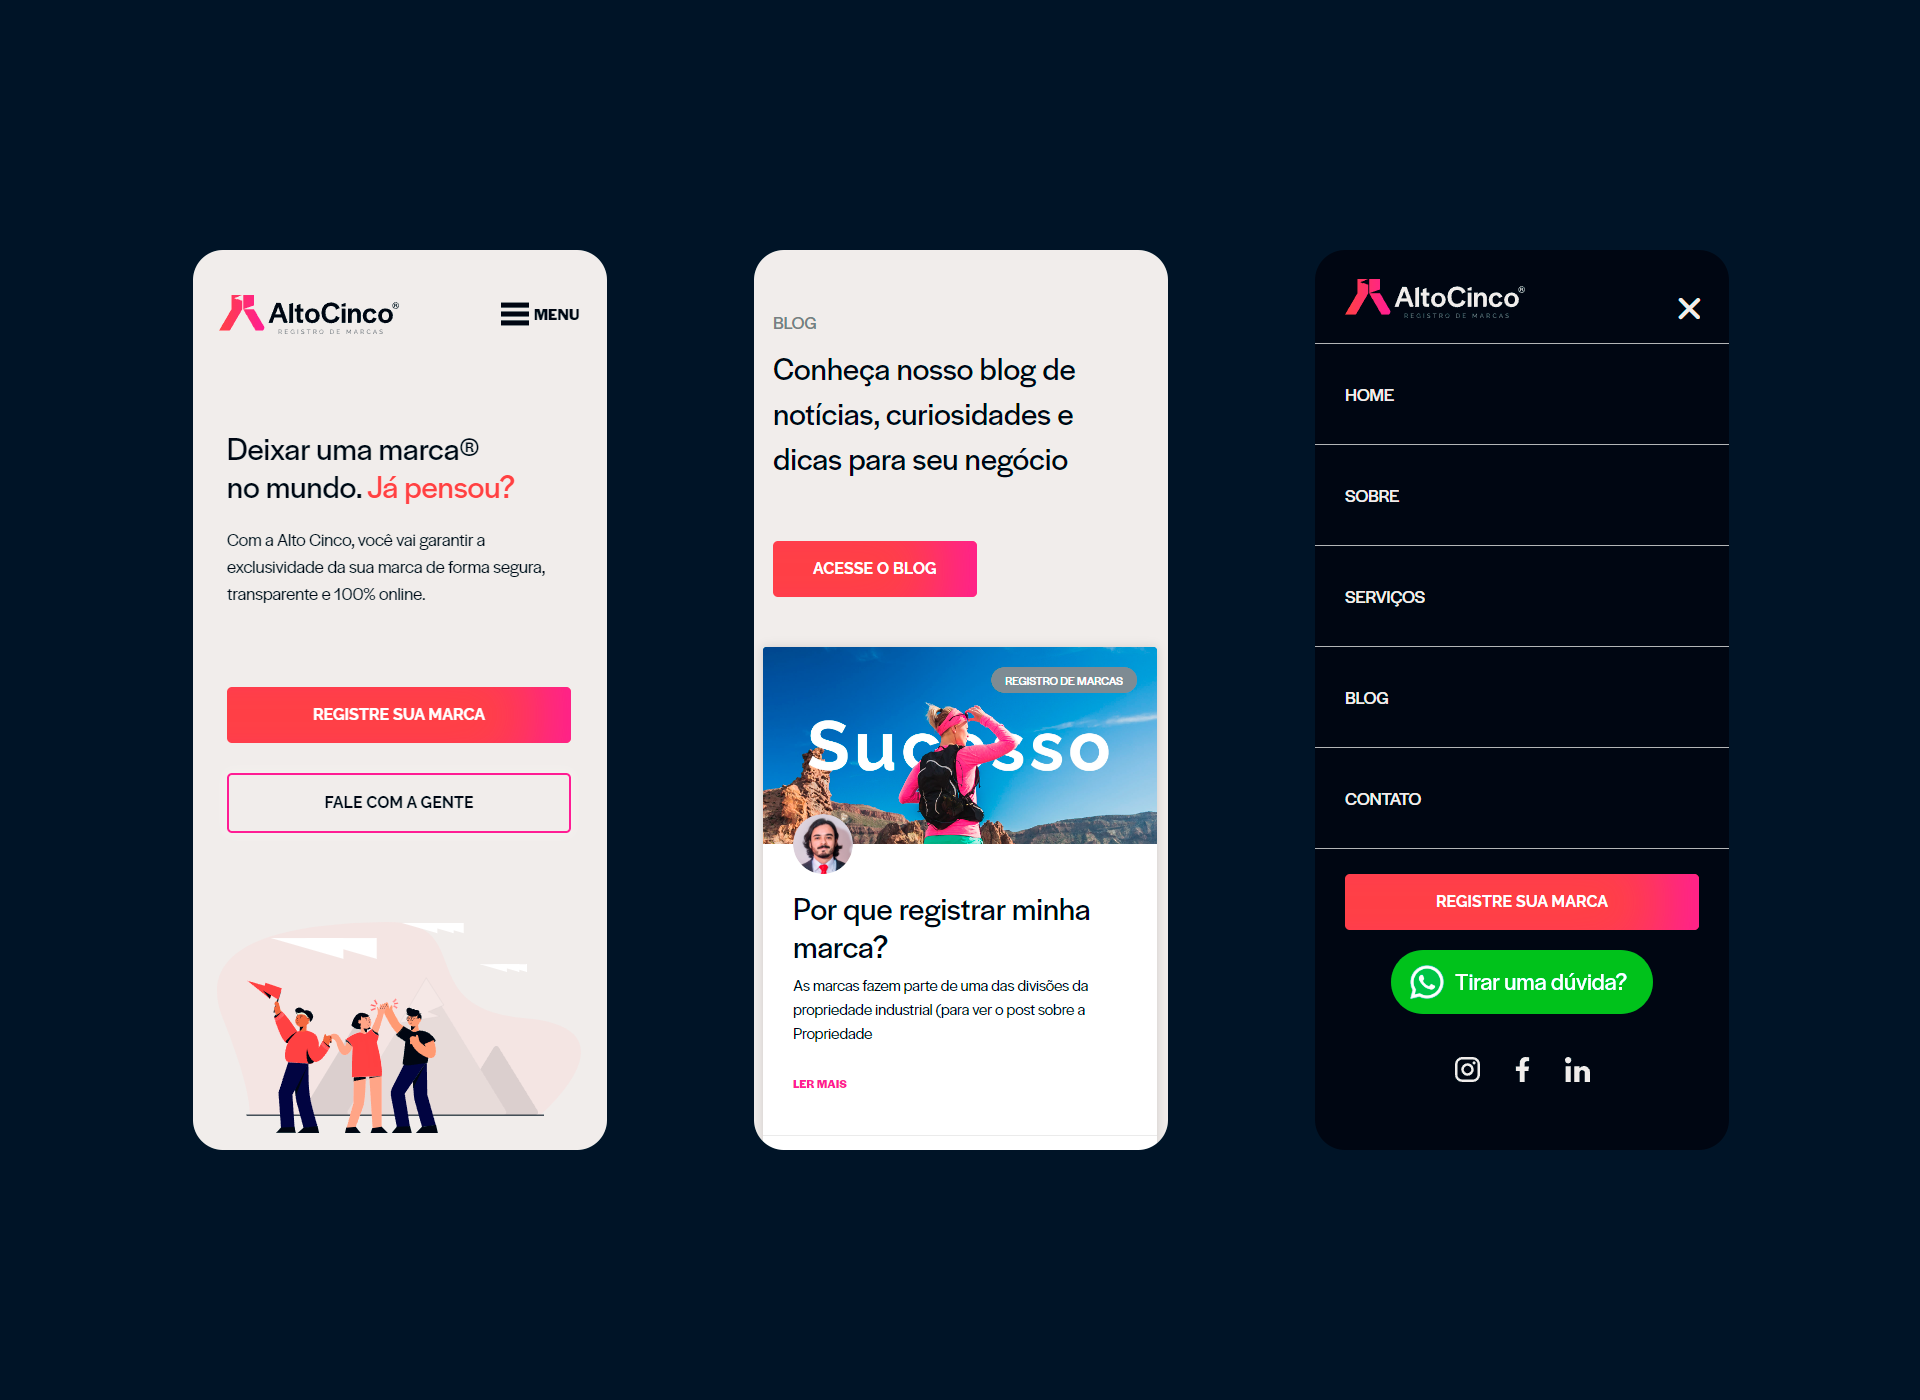 AltoCinco®
REGISTRO DE MARCAS
MENU
Deixar uma marca®
no mundo. Já pensou?
Com a Alto Cinco, você vai garantir a
exclusividade da sua marca de forma segura,
transparente e 100% online.
REGISTRE SUA MARCA
FALE COM A GENTE
BLOG
Conheça nosso blog de
notícias, curiosidades e
dicas para seu negócio
ACESSE O BLOG
REGISTRO DE MARCAS
Sucesso
Por que registrar minha
marca?
As marcas fazem parte de uma das divisões da
propriedade industrial (para ver o post sobre a
Propriedade
LER MAIS
AltoCinco®
REGISTRO DE MARCAS
HOME
SOBRE
SERVIÇOS
BLOG
CONTATO
REGISTRE SUA MARCA
Tirar uma dúvida?